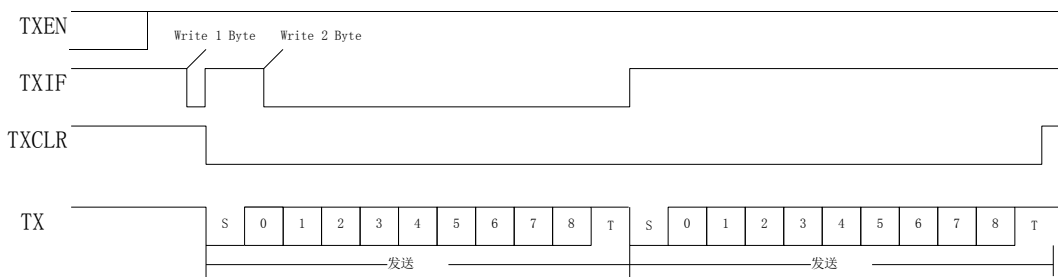 TXEN
Write 1 Byte Write 2 Byte
TXIF
TXCLR
TX S 0 1 2 3 4 5 6 7 8 T S 0 1 2 3 4 5 6 7 8 T
发送 发送